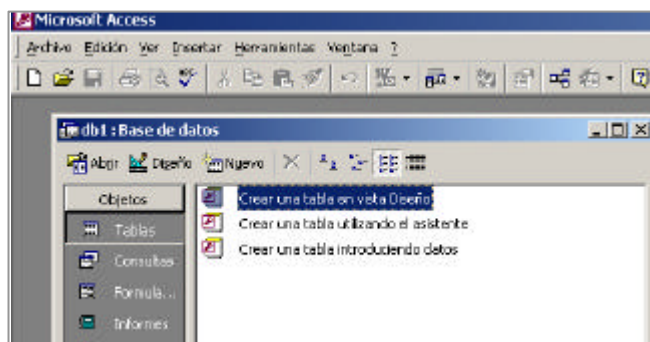 Microsoft Access
Archivo Edición Ver Insertar Herramientas Ventana ?
db1 : Base de datos
Abrir Diseño Nuevo
Objetos
Crear una tabla en vista Diseño
Tablas
Crear una tabla utilizando el asistente
Consultas
Crear una tabla introduciendo datos
Formula...
Informes